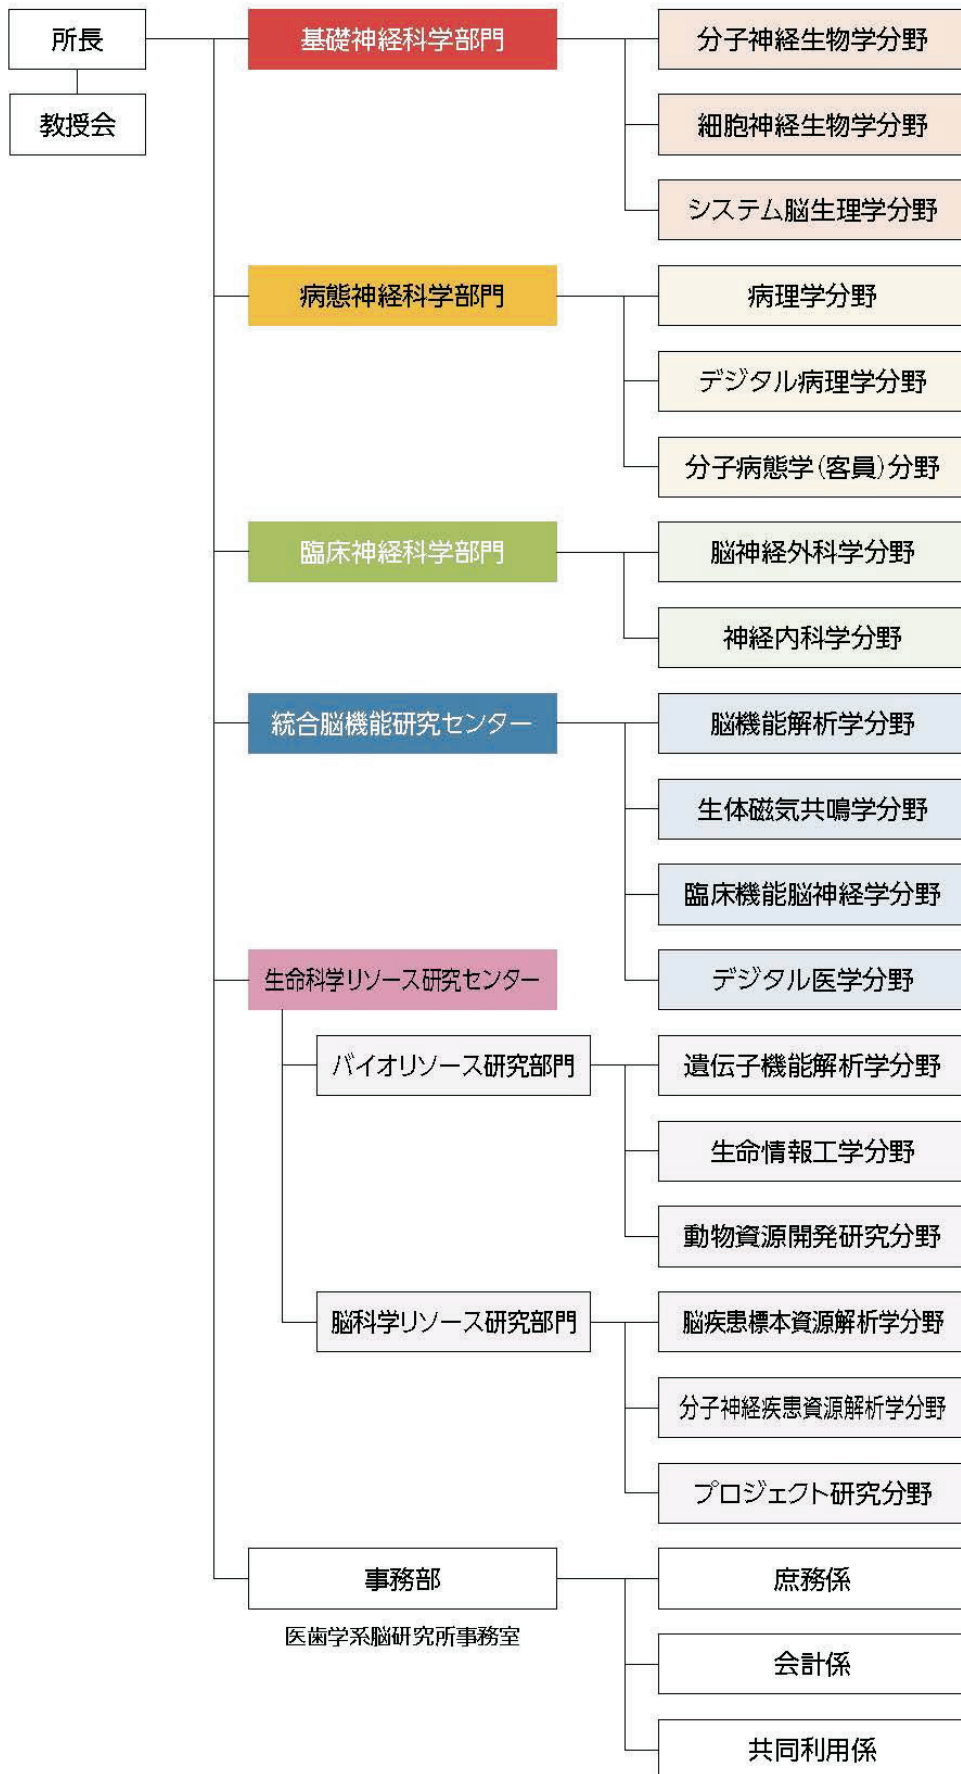 所長
教授会
基礎神経科学部門
分子神経生物学分野
細胞神経生物学分野
システム脳生理学分野
病態神経科学部門
病理学分野
デジタル病理学分野
分子病態学(客員)分野
臨床神経科学部門
脳神経外科学分野
神経内科学分野
統合脳機能研究センター
脳機能解析学分野
生体磁気共鳴学分野
臨床機能脳神経学分野
デジタル医学分野
生命科学リソース研究センター
バイオリソース研究部門
遺伝子機能解析学分野
生命情報工学分野
動物資源開発研究分野
脳科学リソース研究部門
脳疾患標本資源解析学分野
分子神経疾患資源解析学分野
プロジェクト研究分野
事務部
医歯学系脳研究所事務室
庶務係
会計係
共同利用係